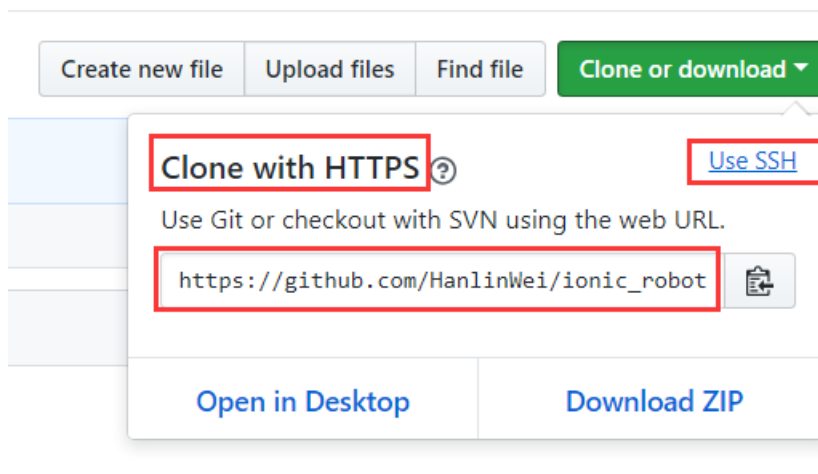 Create new file Upload files Find file Clone or download
Clone with HTTPS Use SSH
Use Git or checkout with SVN using the web URL.
https://github.com/HanlinWei/ionic_robot
Open in Desktop Download ZIP